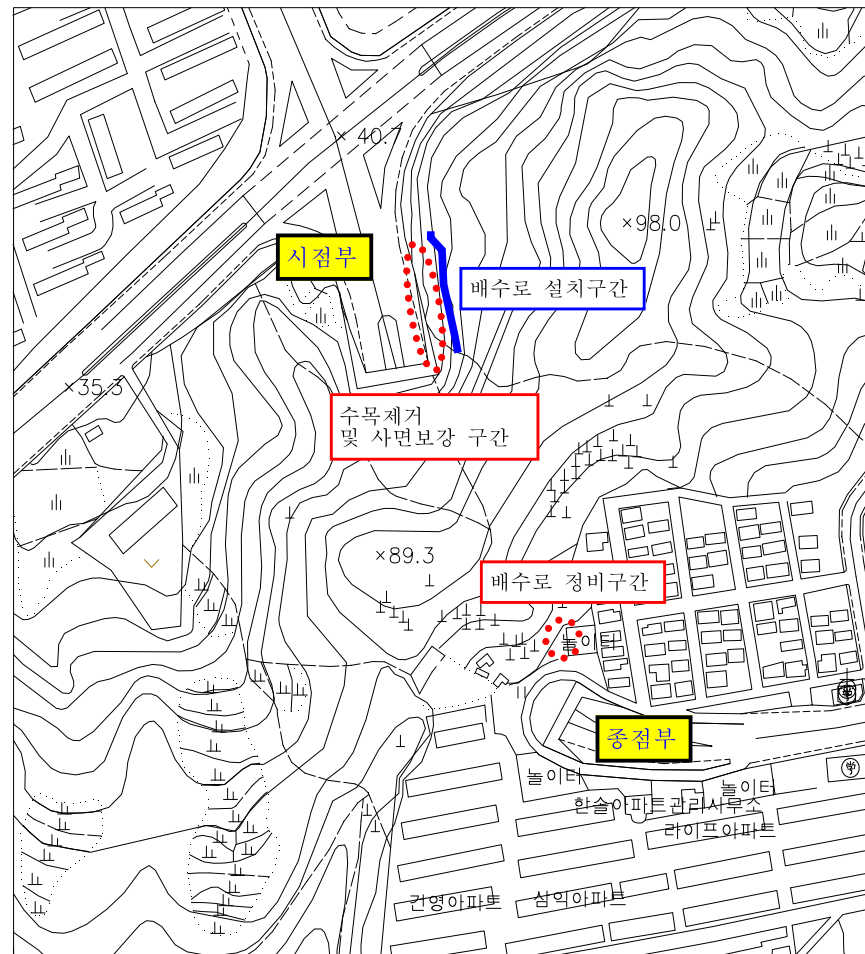 × 40.7
×98.0
시점부
배수로 설치구간
×35.3
수목제거
및 사면보강 구간
×89.3
배수로 정비구간
놀이터
종점부
놀이터
놀이터
한솔아파트관리사무소
라이프아파트
건영아파트
삼익아파트